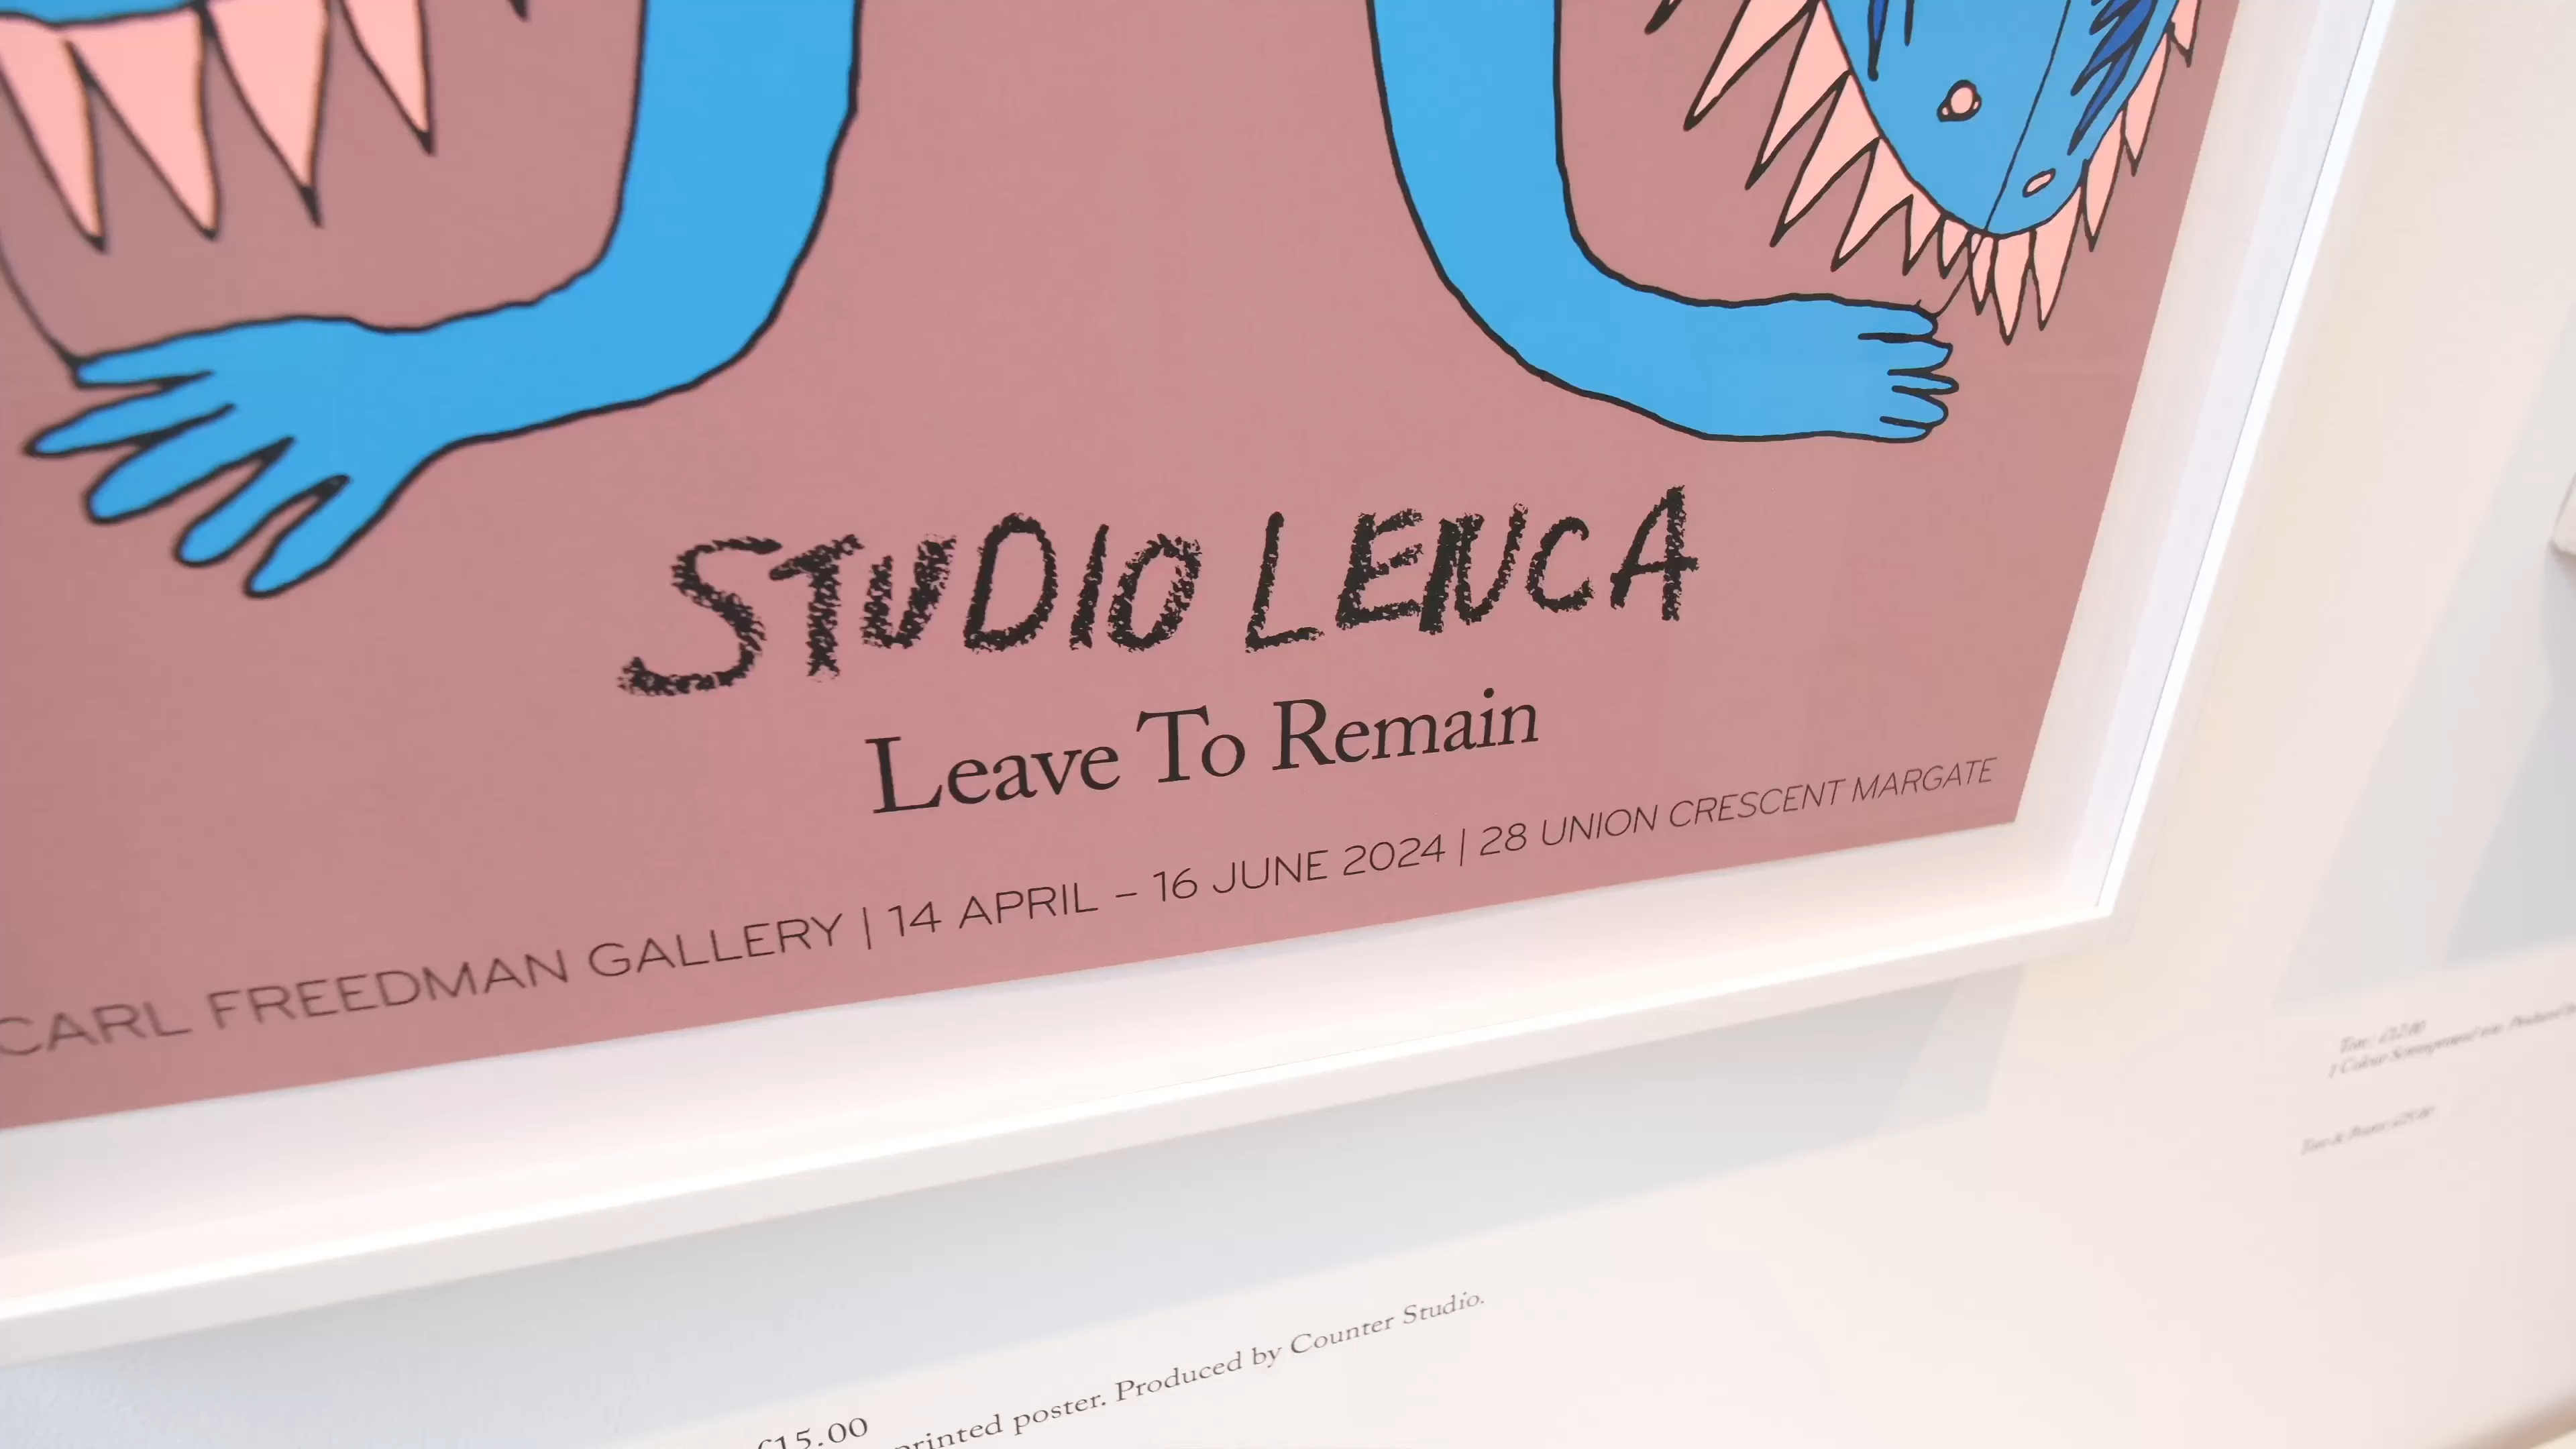 STUDIO LENCA
Leave To Remain
CARL FREEDMAN GALLERY | 14 APRIL – 16 JUNE 2024 | 28 UNION CRESCENT MARGATE
£15.00
printed poster. Produced by Counter Studio.